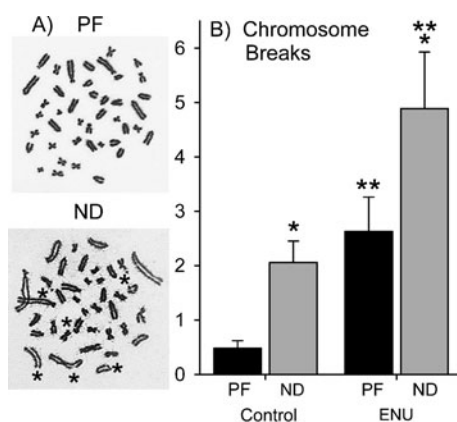 A) PF
ND
*
*
*
*
*
B) Chromosome
Breaks
6
5
4
3
2
1
0
*
**
**
*
PF ND PF ND
Control ENU